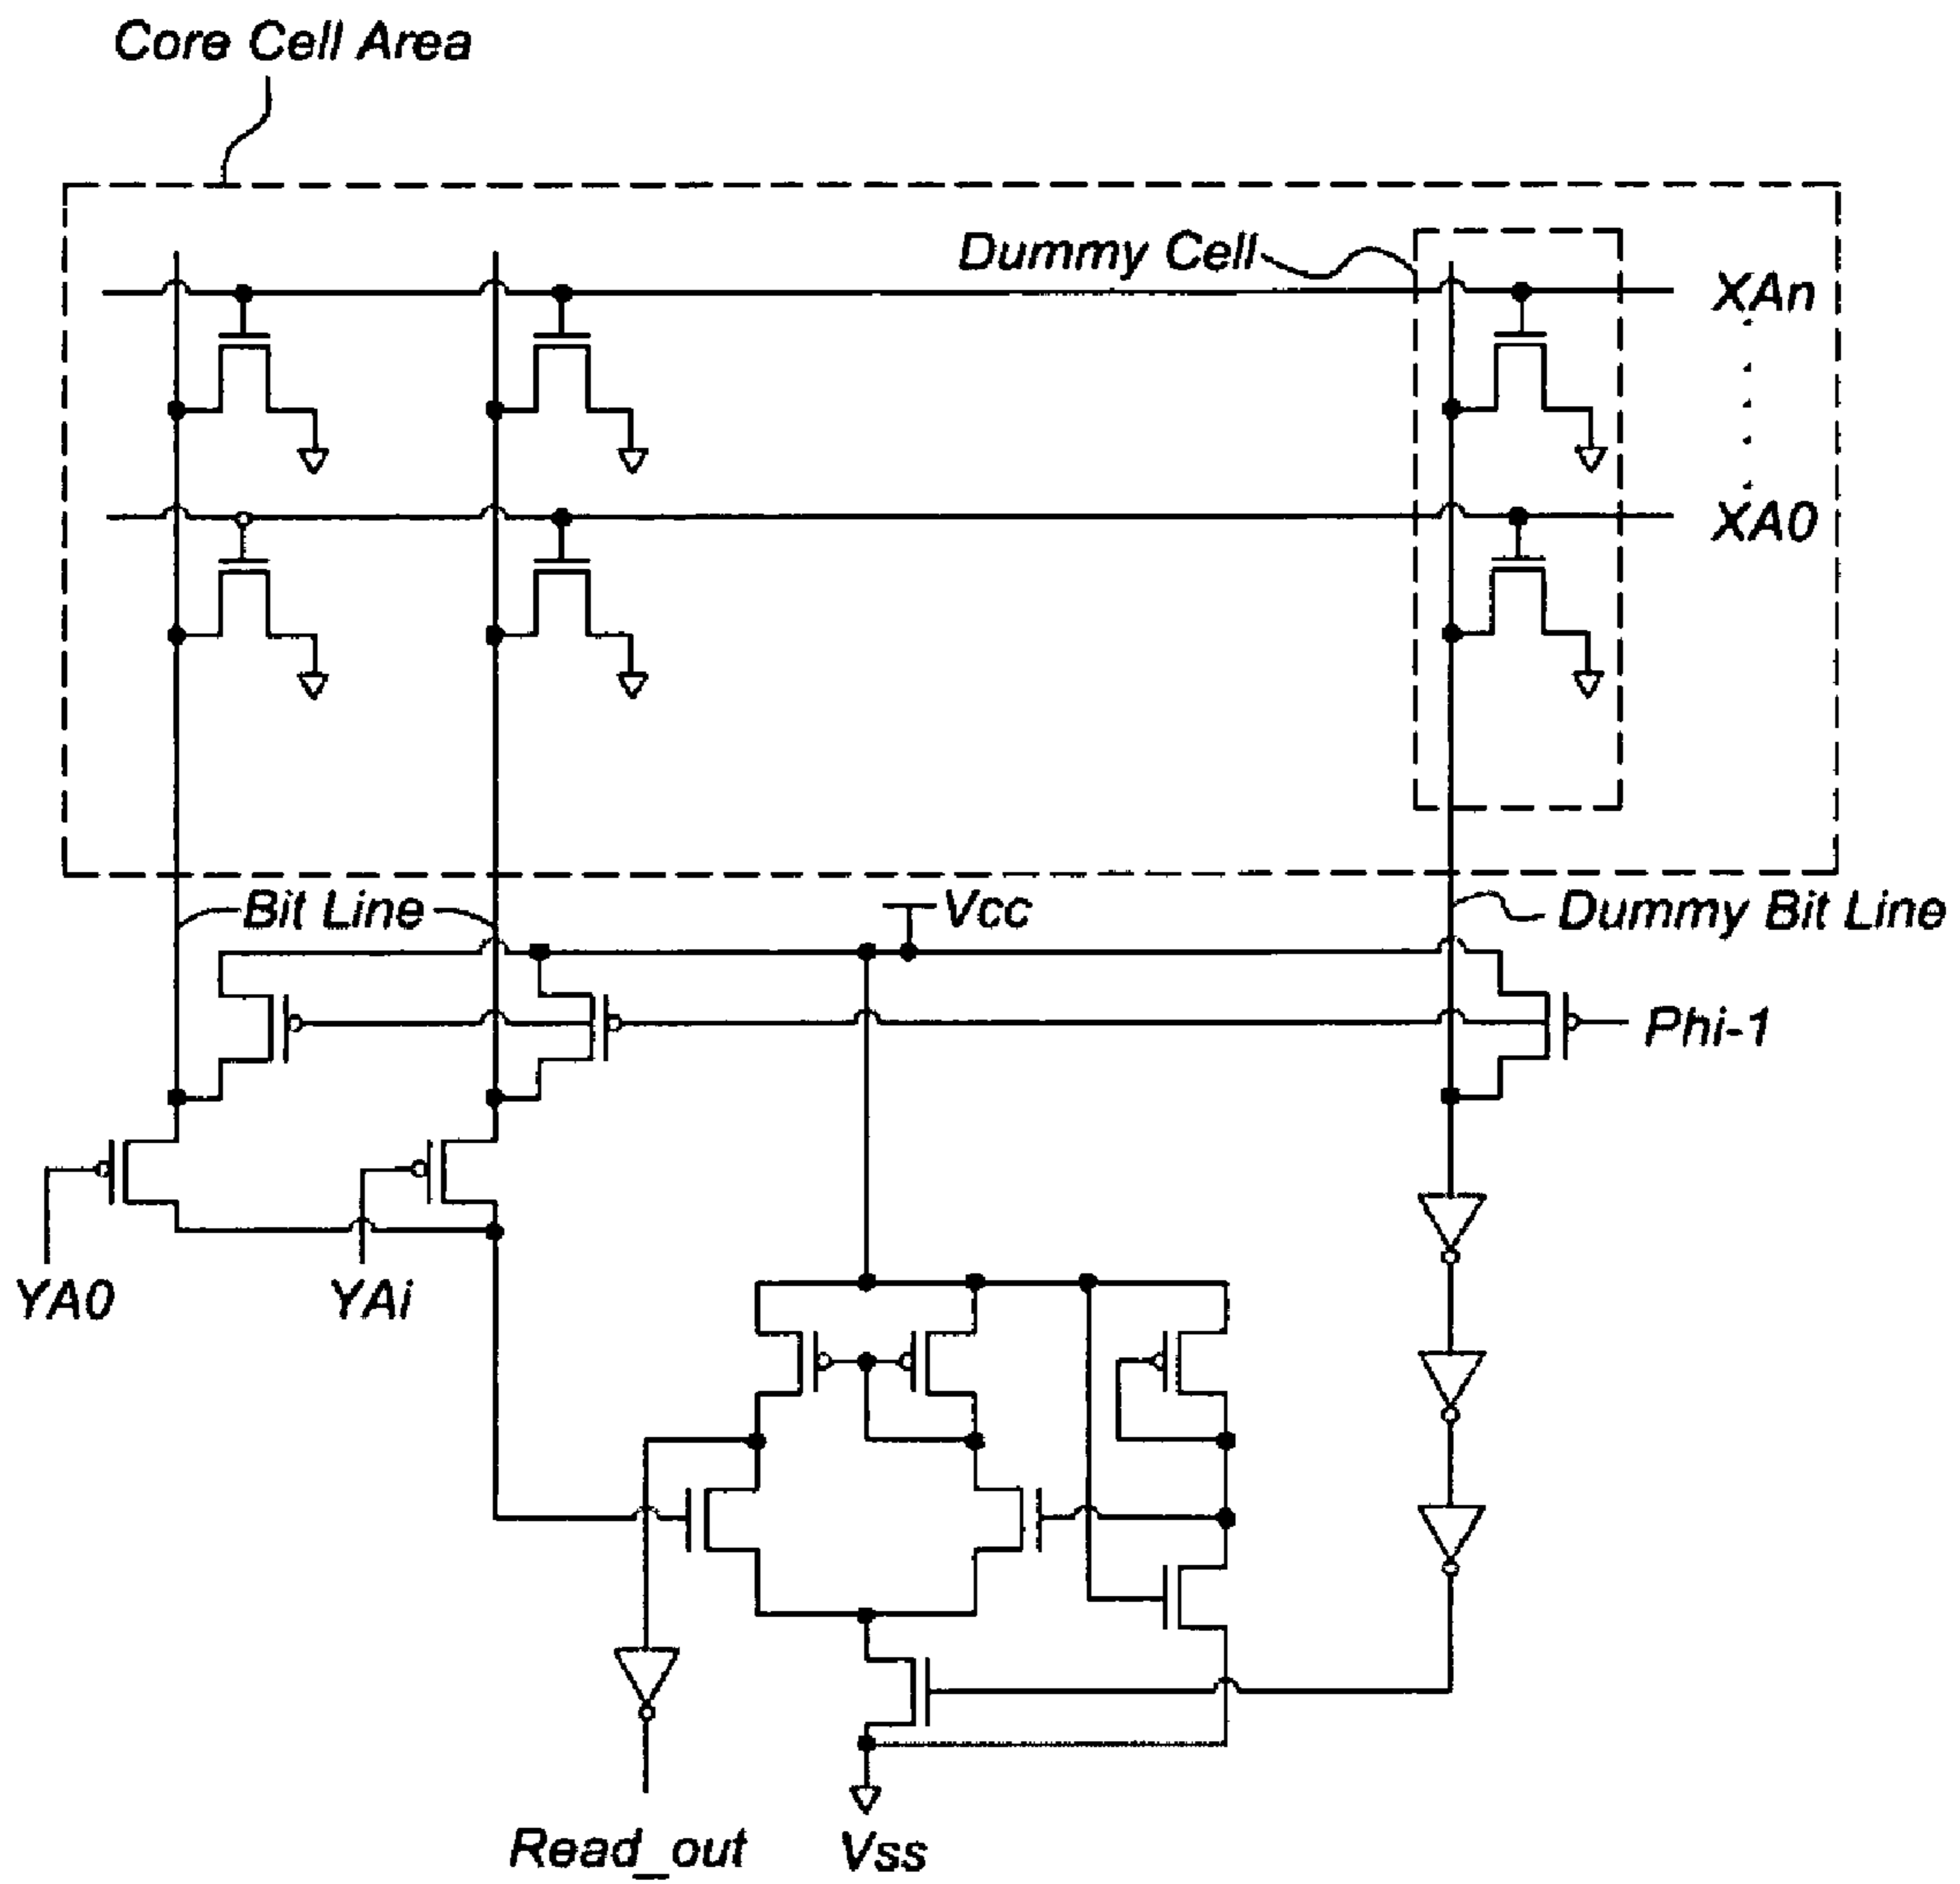 Core Cell Area
Dummy Cell
XAn
XA0
Bit Line
Vcc
Dummy Bit Line
Phi-1
YA0
YAi
Read_out
Vss